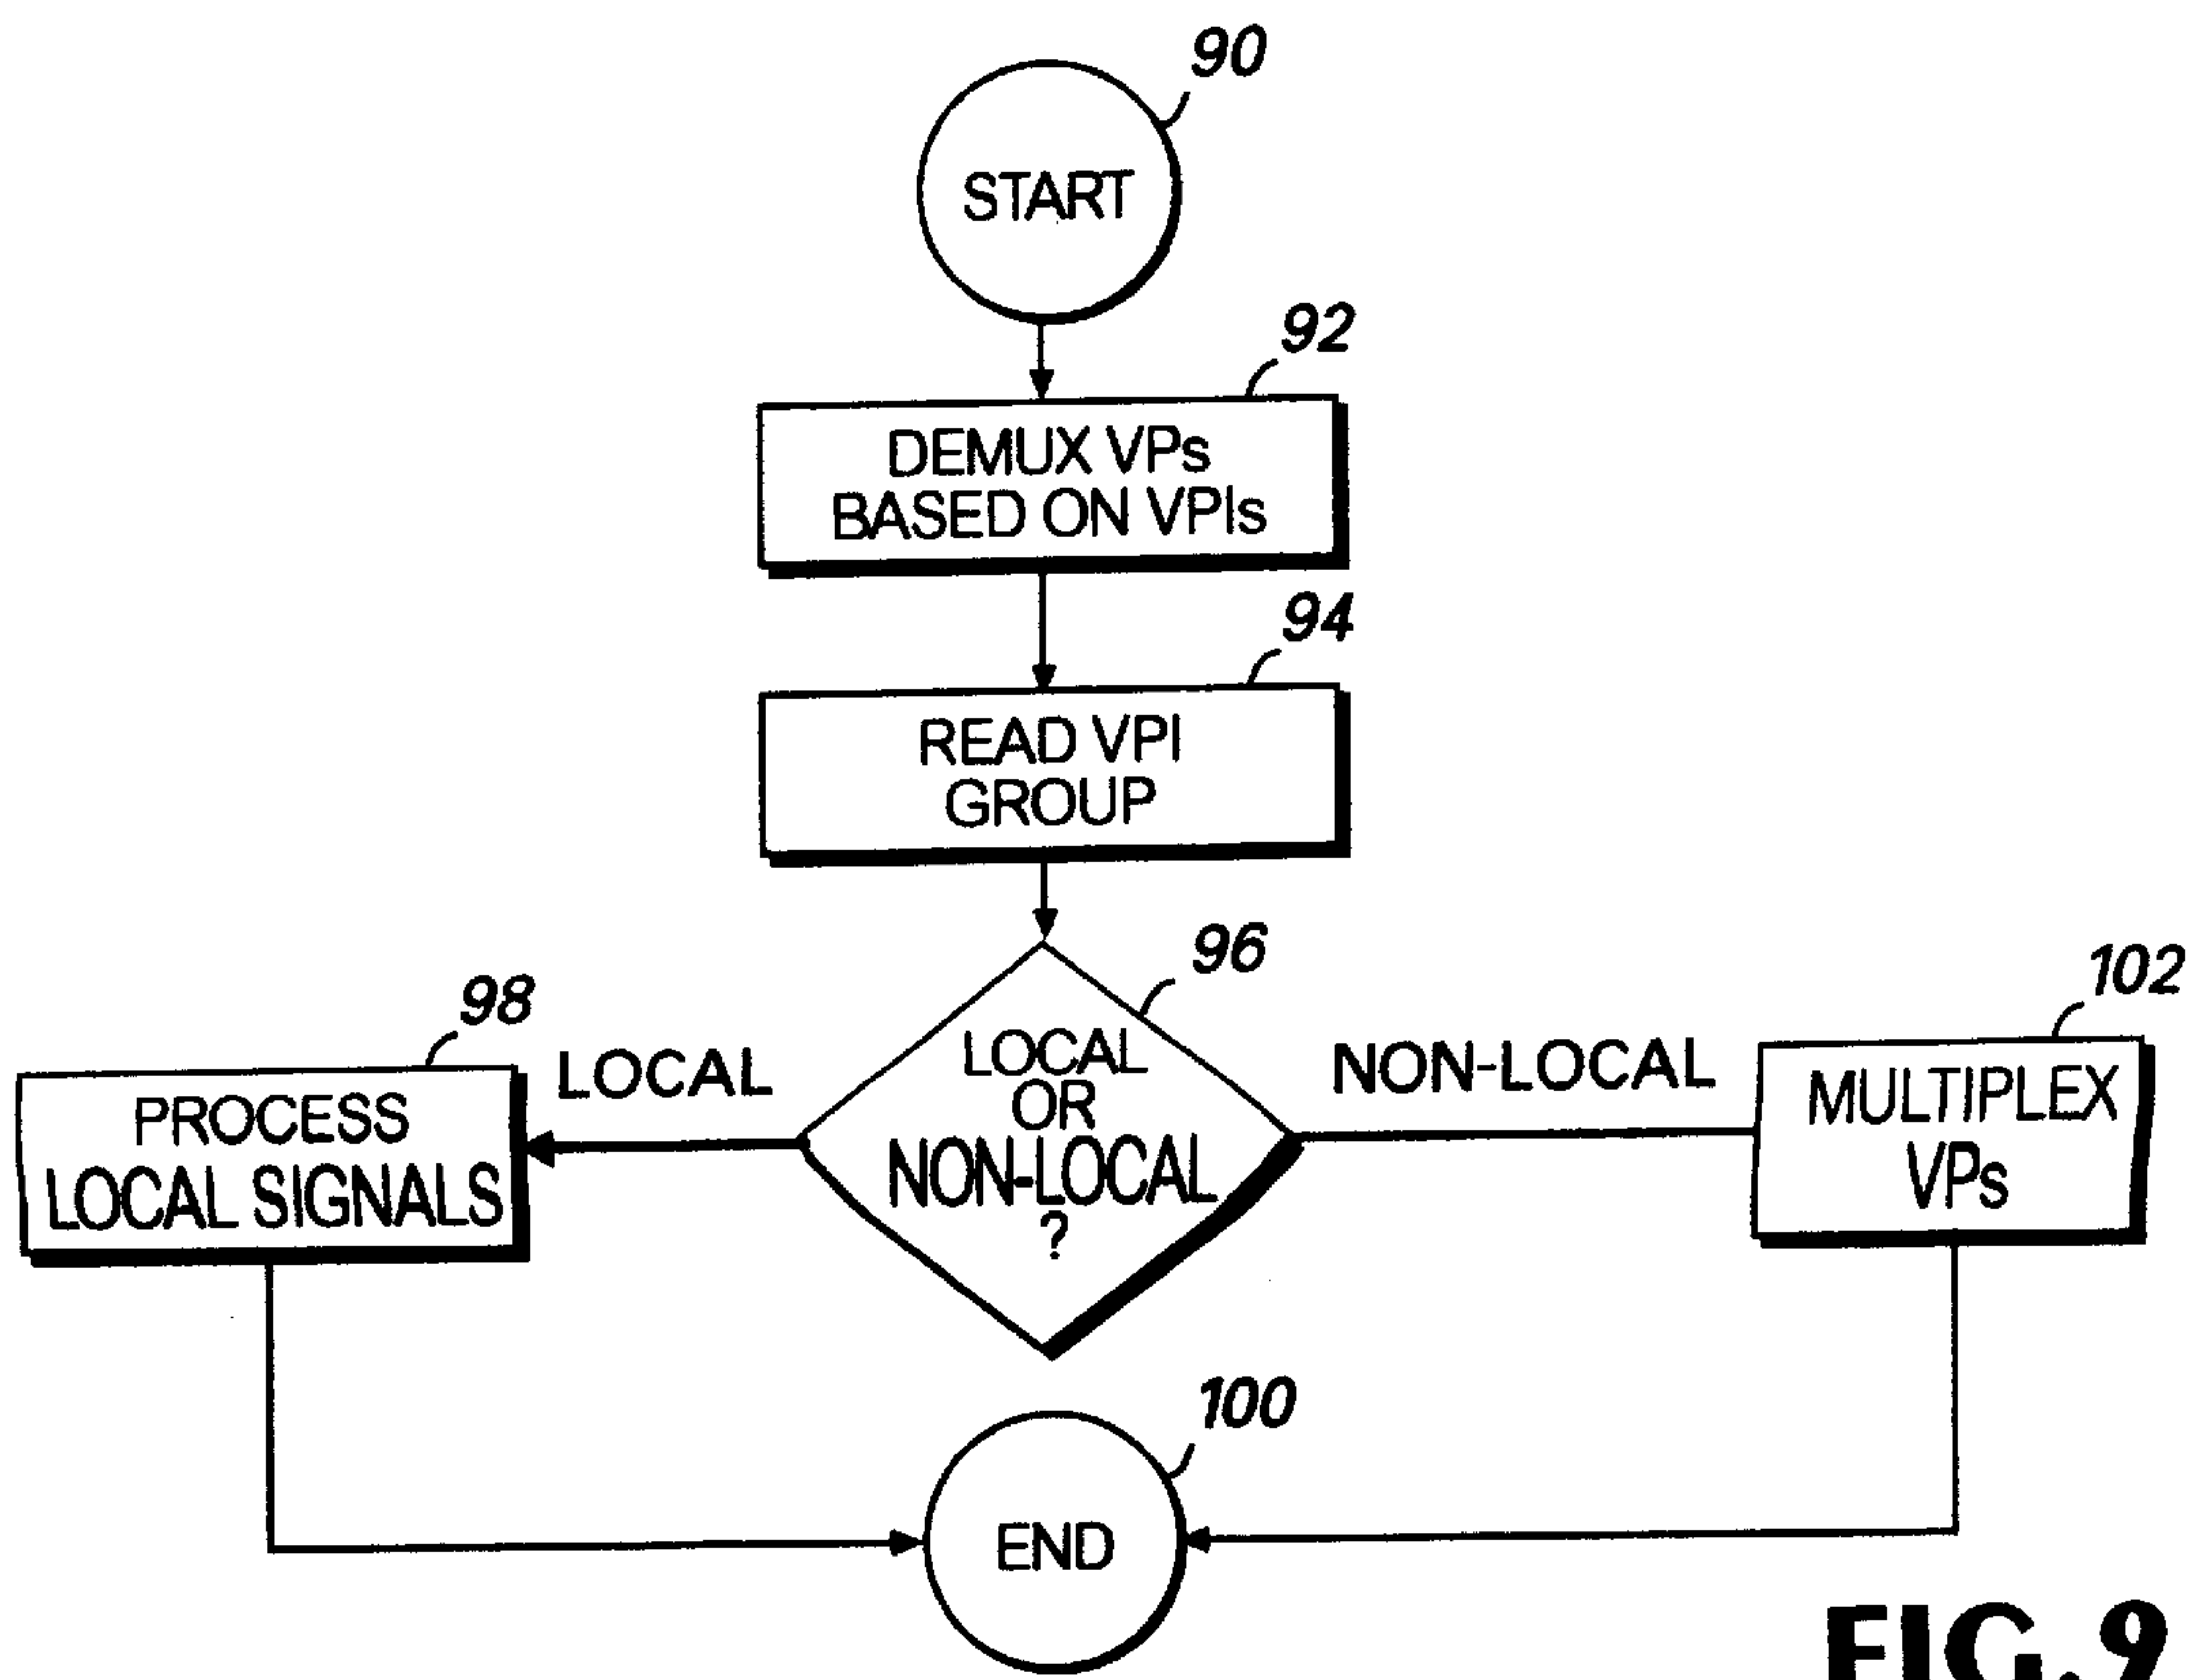 90
START
92
DEMUX VPs
BASED ON VPIs
94
READ VPI
GROUP
96
LOCAL
OR
NON-LOCAL
?
98
LOCAL
PROCESS
LOCAL SIGNALS
NON-LOCAL
102
MULTIPLEX
VPs
100
END
FIG.9